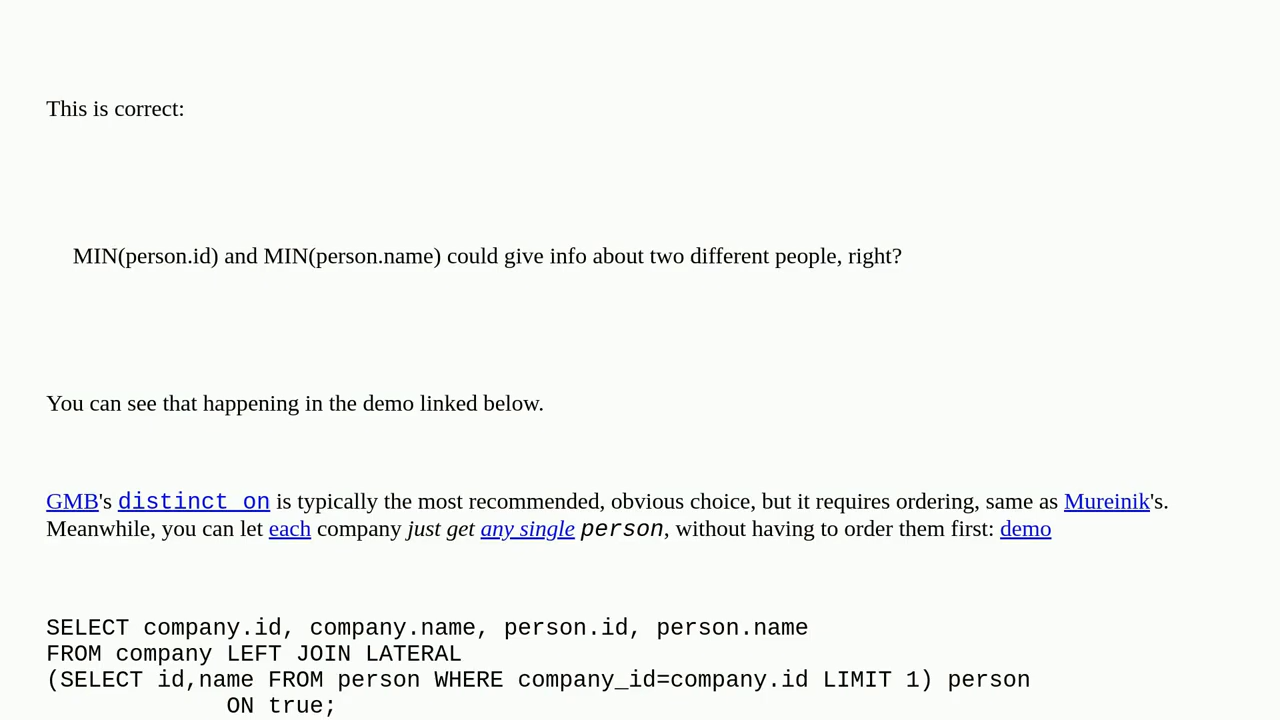 This is correct:
MIN(person.id) and MIN(person.name) could give info about two different people, right?
You can see that happening in the demo linked below.
GMB's distinct on is typically the most recommended, obvious choice, but it requires ordering, same as Mureinik's.
Meanwhile, you can let each company just get any single person, without having to order them first: demo
SELECT company.id, company.name, person.id, person.name
FROM company LEFT JOIN LATERAL
(SELECT id,name FROM person WHERE company_id=company.id LIMIT 1) person
ON true;